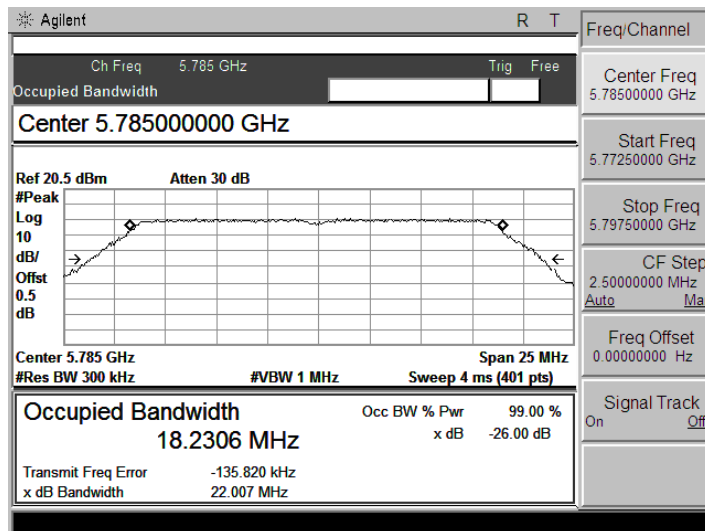 Agilent R T
Ch Freq 5.785 GHz Trig Free
Occupied Bandwidth
Center 5.785000000 GHz
Ref 20.5 dBm Atten 30 dB
#Peak
Log
10
dB/
Offst
0.5
dB
Center 5.785 GHz Span 25 MHz
#Res BW 300 kHz #VBW 1 MHz Sweep 4 ms (401 pts)
Occupied Bandwidth
18.2306 MHz
Occ BW % Pwr 99.00 %
x dB -26.00 dB
Transmit Freq Error -135.820 kHz
x dB Bandwidth 22.007 MHz
Freq/Channel
Center Freq
5.78500000 GHz
Start Freq
5.77250000 GHz
Stop Freq
5.79750000 GHz
CF Step
2.50000000 MHz
Auto Ma
Freq Offset
0.00000000 Hz
Signal Track
On Off